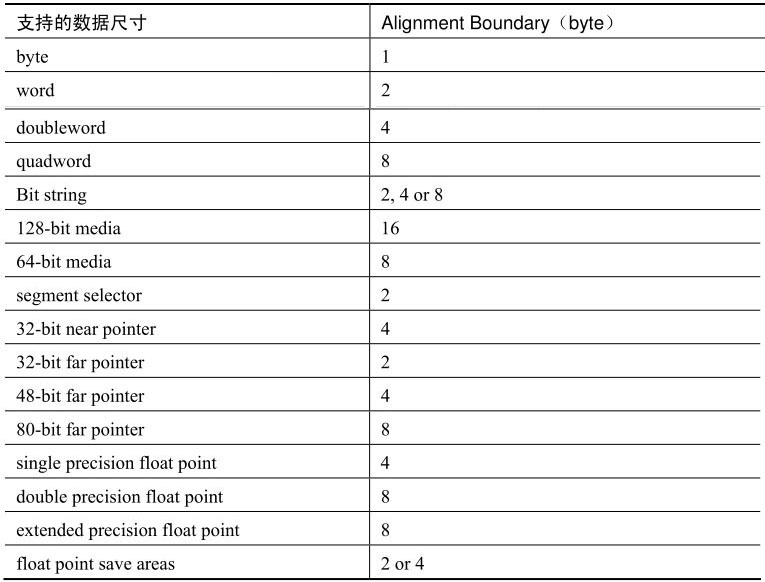 支持的数据尺寸 Alignment Boundary（byte）
byte 1
word 2
doubleword 4
quadword 8
Bit string 2, 4 or 8
128-bit media 16
64-bit media 8
segment selector 2
32-bit near pointer 4
32-bit far pointer 2
48-bit far pointer 4
80-bit far pointer 8
single precision float point 4
double precision float point 8
extended precision float point 8
float point save areas 2 or 4